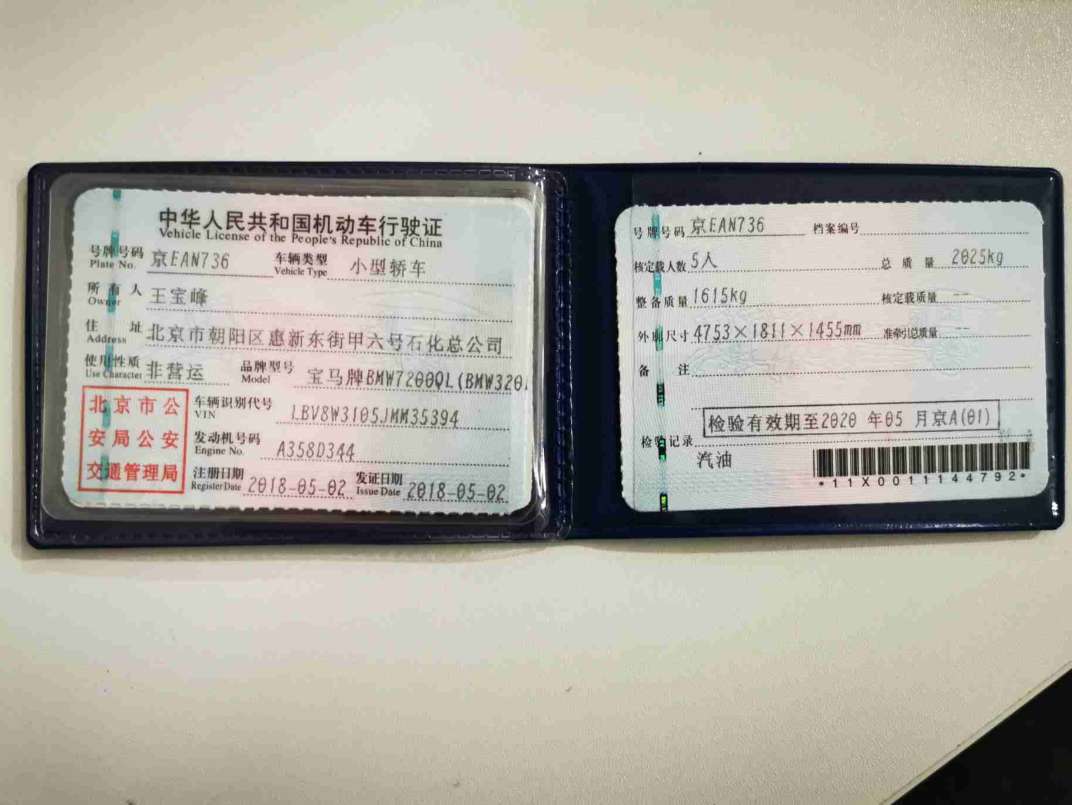 中华人民共和国机动车行驶证
Vehicle License of the People's Republic of China
号牌号码 京EAN736 车辆类型 小型轿车
Plate No. Vehicle Type
所有人 王宝峰
Owner
住址 北京市朝阳区惠新东街甲六号石化总公司
Address
使用性质 非营运 品牌型号 宝马牌BMW7200QL(BMW320
Use Character Model
北京市公
安局公安
交通管理局
车辆识别代号 LBV8W3105JMM35394
VIN
发动机号码 A358D344
Engine No.
注册日期 2018-05-02 发证日期 2018-05-02
Register Date Issue Date
号牌号码 京EAN736 档案编号
核定载人数 5人 总质量 2025kg
整备质量 1615kg 核定载质量 --
外廓尺寸 4753×1811×1455mm 准牵引总质量 --
备注
检验有效期至2020 年05 月京A(01)
检验记录
汽油
*11X0011144792*